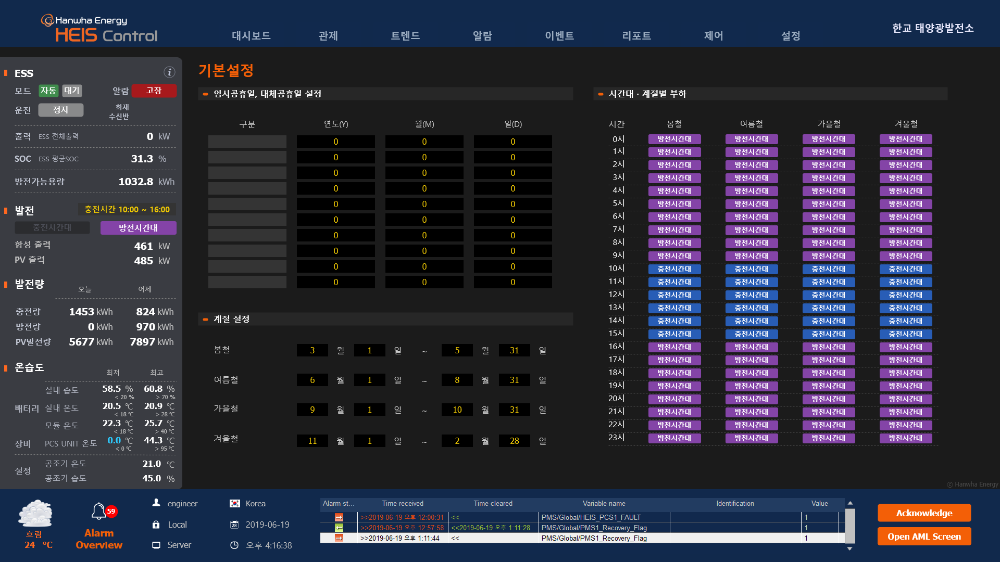 Hanwha Energy
HEIS Control
대시보드 관제 트렌드 알람 이벤트 리포트 제어 설정
한교 태양광발전소
ESS
모드 자동 대기 알람 고장
운전 정지 화재
수신반
출력 ESS 전체출력 0 kW
SOC ESS 평균SOC 31.3 %
방전가능용량 1032.8 kWh
발전 충전시간 10:00 ~ 16:00
충전시간대 방전시간대
합성 출력 461 kW
PV 출력 485 kW
발전량 오늘 어제
충전량 1453 kWh 824 kWh
방전량 0 kWh 970 kWh
PV발전량 5677 kWh 7897 kWh
온습도 최저 최고
실내 습도 58.5 % 60.8 %
< 20 % > 70 %
배터리 실내 온도 20.5 ℃ 20.9 ℃
< 18 ℃ > 28 ℃
모듈 온도 22.3 ℃ 25.7 ℃
< 18 ℃ > 40 ℃
장비 PCS UNIT 온도 0.0 ℃ 44.3 ℃
< 0 ℃ > 95 ℃
설정 공조기 온도 21.0 ℃
공조기 습도 45.0 %
기본설정
임시공휴일, 대체공휴일 설정
구분 연도(Y) 월(M) 일(D)
0 0 0
0 0 0
0 0 0
0 0 0
0 0 0
0 0 0
0 0 0
0 0 0
0 0 0
0 0 0
계절 설정
봄철 3 월 1 일 ~ 5 월 31 일
여름철 6 월 1 일 ~ 8 월 31 일
가을철 9 월 1 일 ~ 10 월 31 일
겨울철 11 월 1 일 ~ 2 월 28 일
시간대 · 계절별 부하
시간 봄철 여름철 가을철 겨울철
0시 방전시간대 방전시간대 방전시간대 방전시간대
1시 방전시간대 방전시간대 방전시간대 방전시간대
2시 방전시간대 방전시간대 방전시간대 방전시간대
3시 방전시간대 방전시간대 방전시간대 방전시간대
4시 방전시간대 방전시간대 방전시간대 방전시간대
5시 방전시간대 방전시간대 방전시간대 방전시간대
6시 방전시간대 방전시간대 방전시간대 방전시간대
7시 방전시간대 방전시간대 방전시간대 방전시간대
8시 방전시간대 방전시간대 방전시간대 방전시간대
9시 방전시간대 방전시간대 방전시간대 방전시간대
10시 충전시간대 충전시간대 충전시간대 충전시간대
11시 충전시간대 충전시간대 충전시간대 충전시간대
12시 충전시간대 충전시간대 충전시간대 충전시간대
13시 충전시간대 충전시간대 충전시간대 충전시간대
14시 충전시간대 충전시간대 충전시간대 충전시간대
15시 충전시간대 충전시간대 충전시간대 충전시간대
16시 방전시간대 방전시간대 방전시간대 방전시간대
17시 방전시간대 방전시간대 방전시간대 방전시간대
18시 방전시간대 방전시간대 방전시간대 방전시간대
19시 방전시간대 방전시간대 방전시간대 방전시간대
20시 방전시간대 방전시간대 방전시간대 방전시간대
21시 방전시간대 방전시간대 방전시간대 방전시간대
22시 방전시간대 방전시간대 방전시간대 방전시간대
23시 방전시간대 방전시간대 방전시간대 방전시간대
© Hanwha Energy
흐림
24 ℃
59
Alarm
Overview
engineer Korea
Local 28 2019-06-19
Server 오후 4:16:38
Alarm st... Time received Time cleared Variable name Identification Value
>>2019-06-19 오후 12:00:31 << PMS/Global/HEIS_PCS1_FAULT 1
>>2019-06-19 오후 12:57:58 <<2019-06-19 오후 1:11:28 PMS/Global/PMS1_Recovery_Flag 1
>>2019-06-19 오후 1:11:44 << PMS/Global/PMS1_Recovery_Flag 1
Acknowledge
Open AML Screen